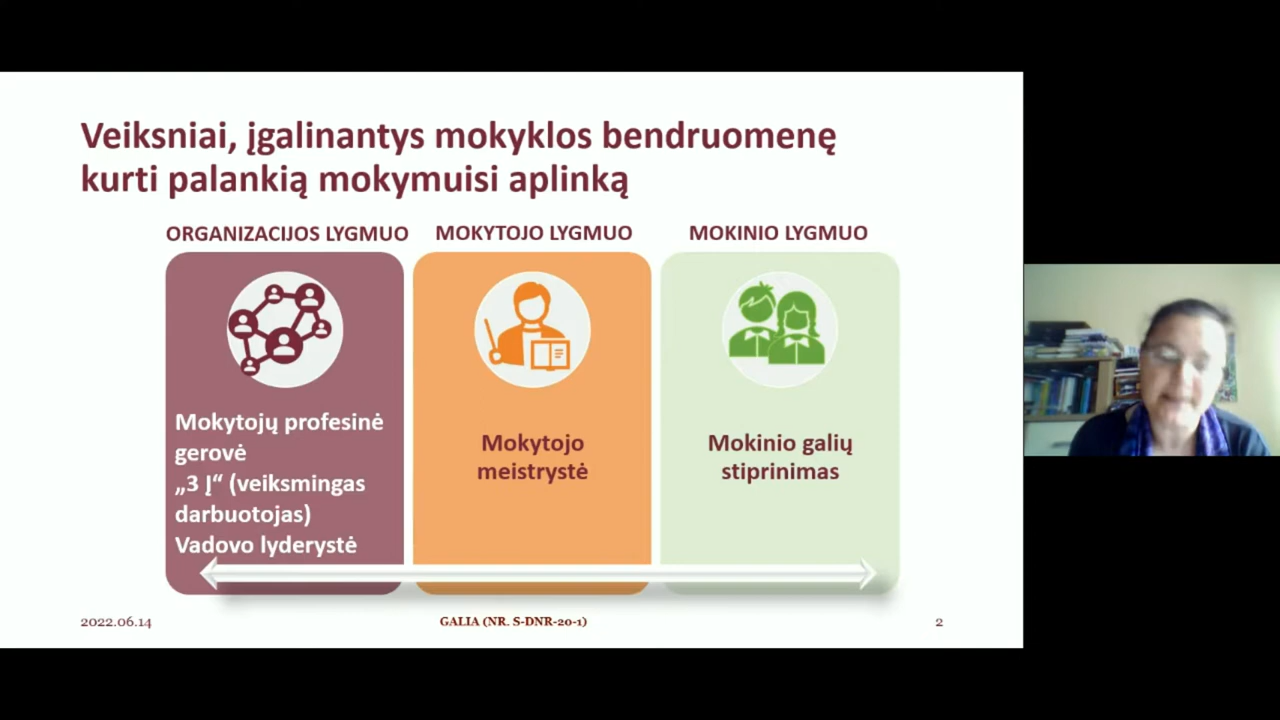 Veiksniai, įgalinantys mokyklos bendruomenę
kurti palankią mokymuisi aplinką
ORGANIZACIJOS LYGMUO
MOKYTOJO LYGMUO
MOKINIO LYGMUO
Mokytojų profesinė
gerovė
„3 Į“ (veiksmingas
darbuotojas)
Vadovo lyderystė
Mokytojo
meistrystė
Mokinio galių
stiprinimas
2022.06.14
GALIA (NR. S-DNR-20-1)
2